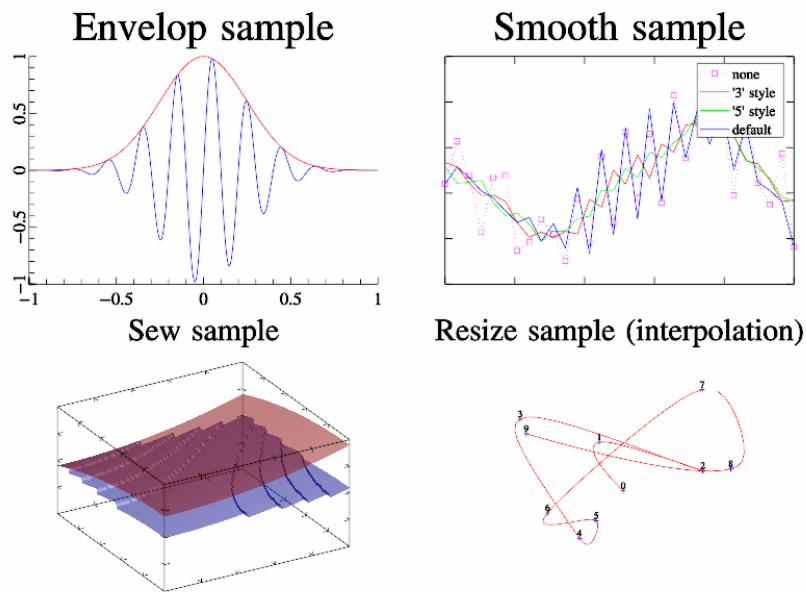 Envelop sample
Smooth sample
1
0.5
0
−0.5
−1
−1
−0.5
0
0.5
1
none
'3' style
'5' style
default
Sew sample
Resize sample (interpolation)
7
3
9
1
2
8
0
6
5
4